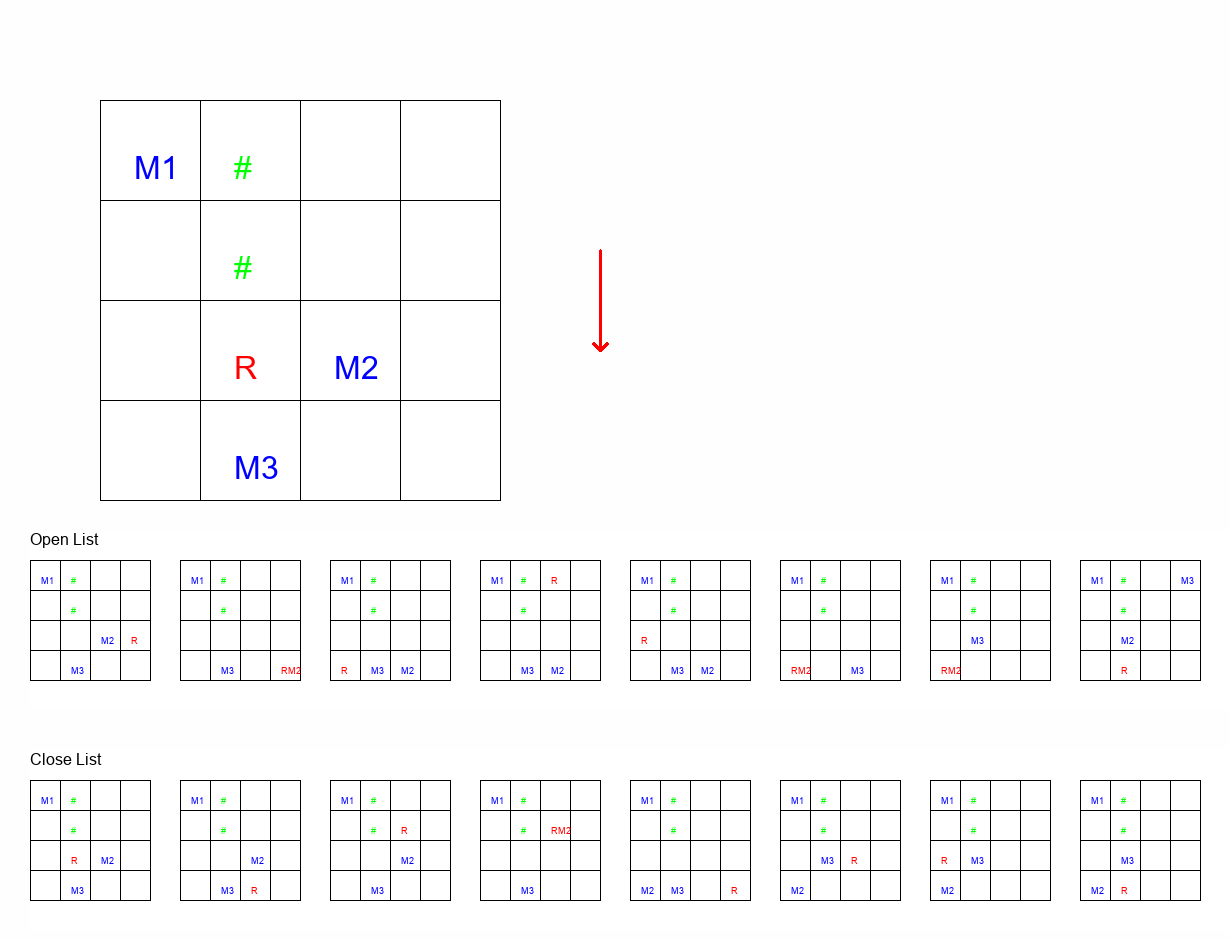 M1 #
#
R M2
M3
Open List
M1 # M1 # M1 # M1 # R M1 # M1 # M1 # M1 # M3
# # # # # # # #
M2 R R M3 M2
M3 M3 RM2 R M3 M2 M3 M2 M3 M2 RM2 M3 RM2 R
Close List
M1 # M1 # M1 # M1 # M1 # M1 # M1 # M1 #
# # # R # RM2 # # # #
R M2 M2 M2 M3 R R M3 M3
M3 M3 R M3 M3 M2 M3 R M2 M2 M2 R